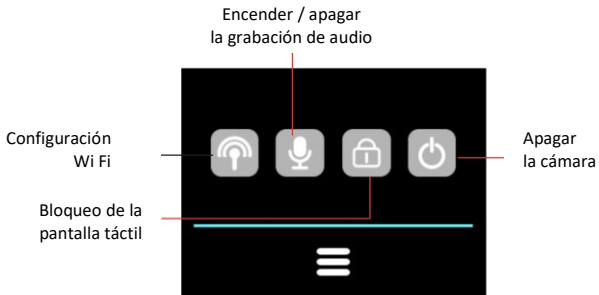 Encender / apagar
la grabación de audio
Configuración
Wi Fi
Apagar
la cámara
Bloqueo de la
pantalla táctil